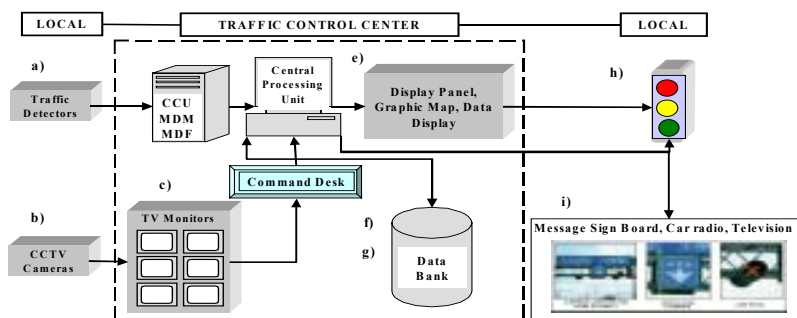 LOCAL
TRAFFIC CONTROL CENTER
LOCAL
a)
Traffic
Detectors
CCU
MDM
MDF
Central
Processing
Unit
e)
Display Panel,
Graphic Map, Data
Display
h)
Command Desk
b)
CCTV
Cameras
c)
TV Monitors
f)
g)
Data
Bank
i)
Message Sign Board, Car radio, Television